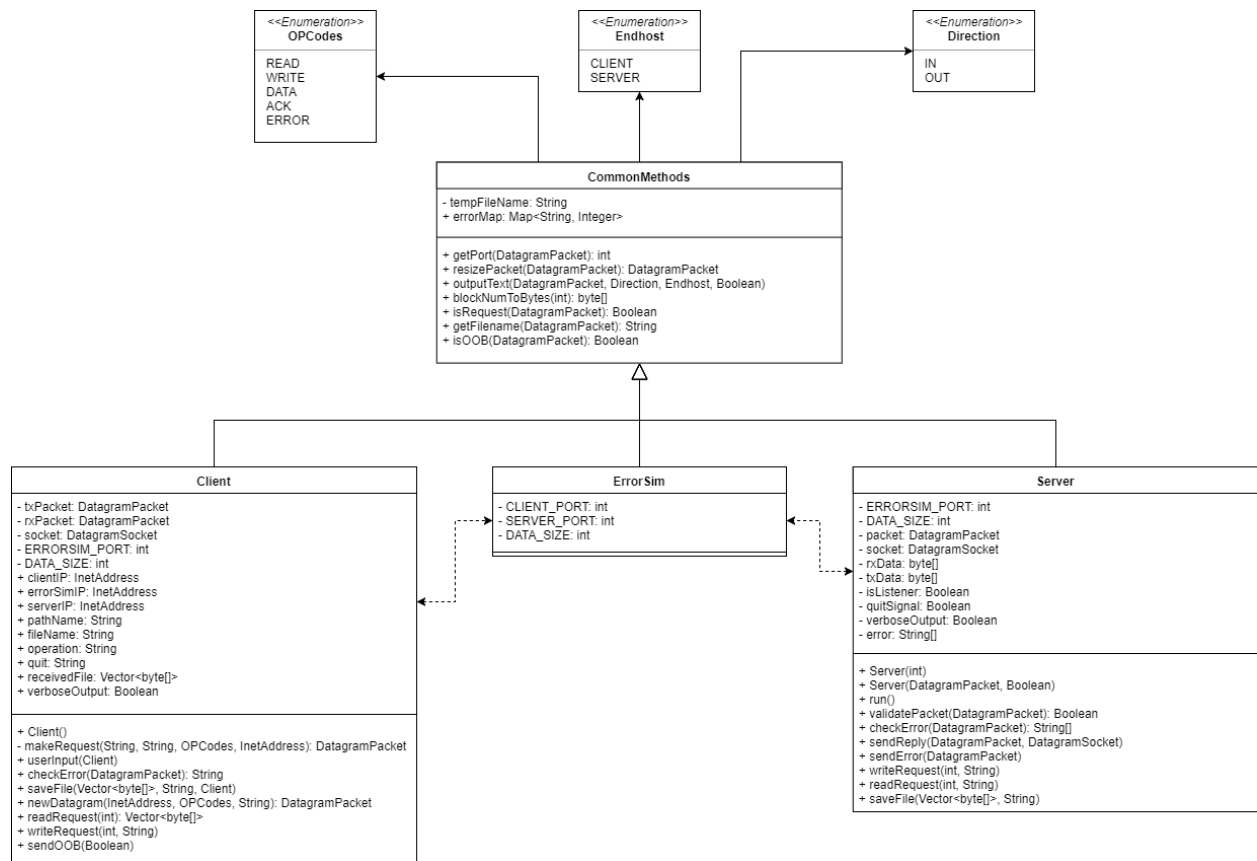 <<Enumeration>>
OPCodes
READ
WRITE
DATA
ACK
ERROR
<<Enumeration>>
Endhost
CLIENT
SERVER
<<Enumeration>>
Direction
IN
OUT
CommonMethods
- tempFileName: String
+ errorMap: Map<String, Integer>
+ getPort(DatagramPacket): int
+ resizePacket(DatagramPacket): DatagramPacket
+ outputText(DatagramPacket, Direction, Endhost, Boolean)
+ blockNumToBytes(int): byte[]
+ isRequest(DatagramPacket): Boolean
+ getFilename(DatagramPacket): String
+ isOOB(DatagramPacket): Boolean
Client
- txPacket: DatagramPacket
- rxPacket: DatagramPacket
- socket: DatagramSocket
- ERRORSIM_PORT: int
- DATA_SIZE: int
+ clientIP: InetAddress
+ errorSimIP: InetAddress
+ serverIP: InetAddress
+ pathName: String
+ fileName: String
+ operation: String
+ quit: String
+ receivedFile: Vector<byte[]>
+ verboseOutput: Boolean
+ Client()
- makeRequest(String, String, OPCodes, InetAddress): DatagramPacket
+ userInput(Client)
+ checkError(DatagramPacket): String
+ saveFile(Vector<byte[]>, String, Client)
+ newDatagram(InetAddress, OPCodes, String): DatagramPacket
+ readRequest(int): Vector<byte[]>
+ writeRequest(int, String)
+ sendOOB(Boolean)
ErrorSim
- CLIENT_PORT: int
- SERVER_PORT: int
- DATA_SIZE: int
Server
- ERRORSIM_PORT: int
- DATA_SIZE: int
- packet: DatagramPacket
- socket: DatagramSocket
- rxData: byte[]
- txData: byte[]
- isListener: Boolean
- quitSignal: Boolean
- verboseOutput: Boolean
- error: String[]
+ Server(int)
+ Server(DatagramPacket, Boolean)
+ run()
+ validatePacket(DatagramPacket): Boolean
+ checkError(DatagramPacket): String[]
+ sendReply(DatagramPacket, DatagramSocket)
+ sendError(DatagramPacket)
+ writeRequest(int, String)
+ readRequest(int, String)
+ saveFile(Vector<byte[]>, String)